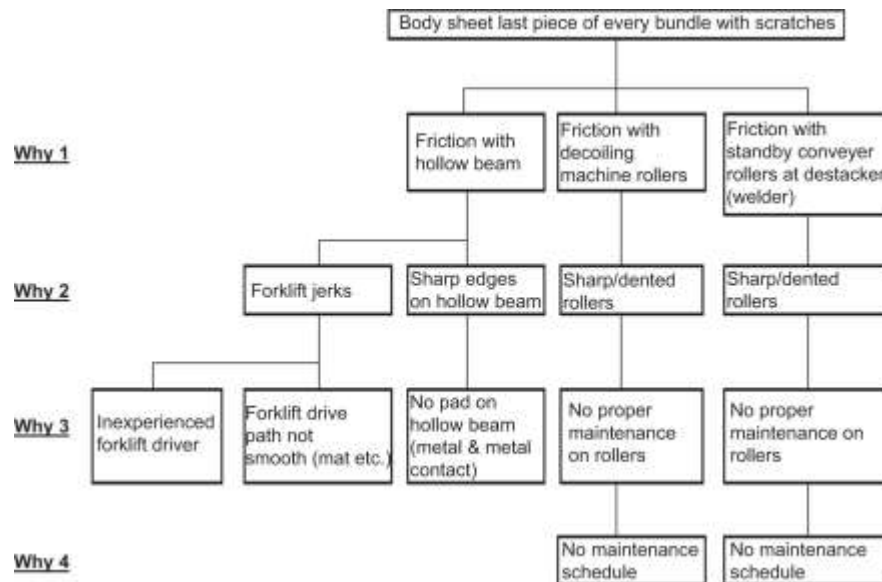 Body sheet last piece of every bundle with scratches
Why 1
Friction with
hollow beam
Friction with
decoiling
machine rollers
Friction with
standby conveyer
rollers at destacker
(welder)
Why 2
Forklift jerks
Sharp edges
on hollow beam
Sharp/dented
rollers
Sharp/dented
rollers
Why 3
Inexperienced
forklift driver
Forklift drive
path not
smooth (mat etc.)
No pad on
hollow beam
(metal & metal
contact)
No proper
maintenance
on rollers
No proper
maintenance on
rollers
Why 4
No maintenance
schedule
No maintenance
schedule